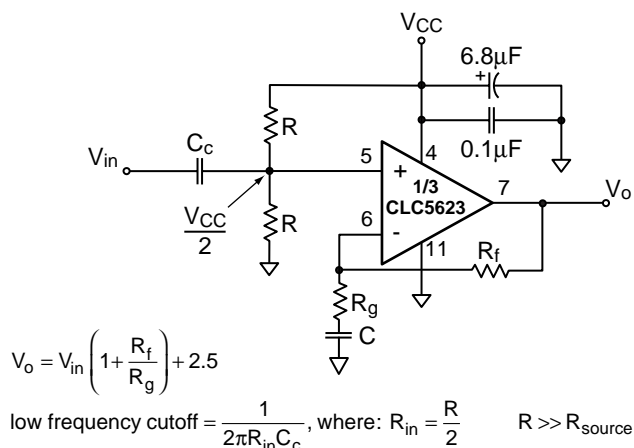 VCC
6.8µF
+
R
Cc
Vin
5
+
4
0.1µF
1/3
CLC5623
7
Vo
VCC
2
R
6
-
11
Rf
Rg
C
Vo = Vin (1 + Rf/Rg) + 2.5
low frequency cutoff = 1/2πRinCc, where: Rin = R/2 R >> Rsource